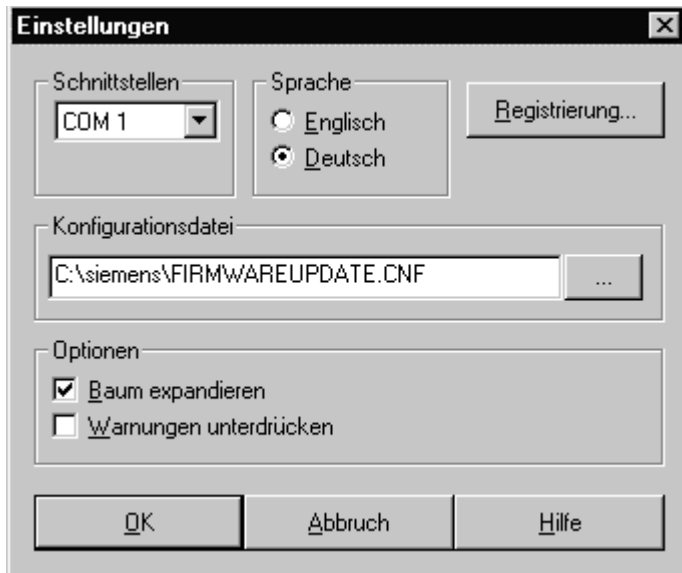 Einstellungen
Schnittstellen
COM 1
Sprache
Englisch
Deutsch
Registrierung...
Konfigurationsdatei
C:\siemens\FIRMWAREUPDATE.CNF
...
Optionen
Baum expandieren
Warnungen unterdrücken
OK
Abbruch
Hilfe